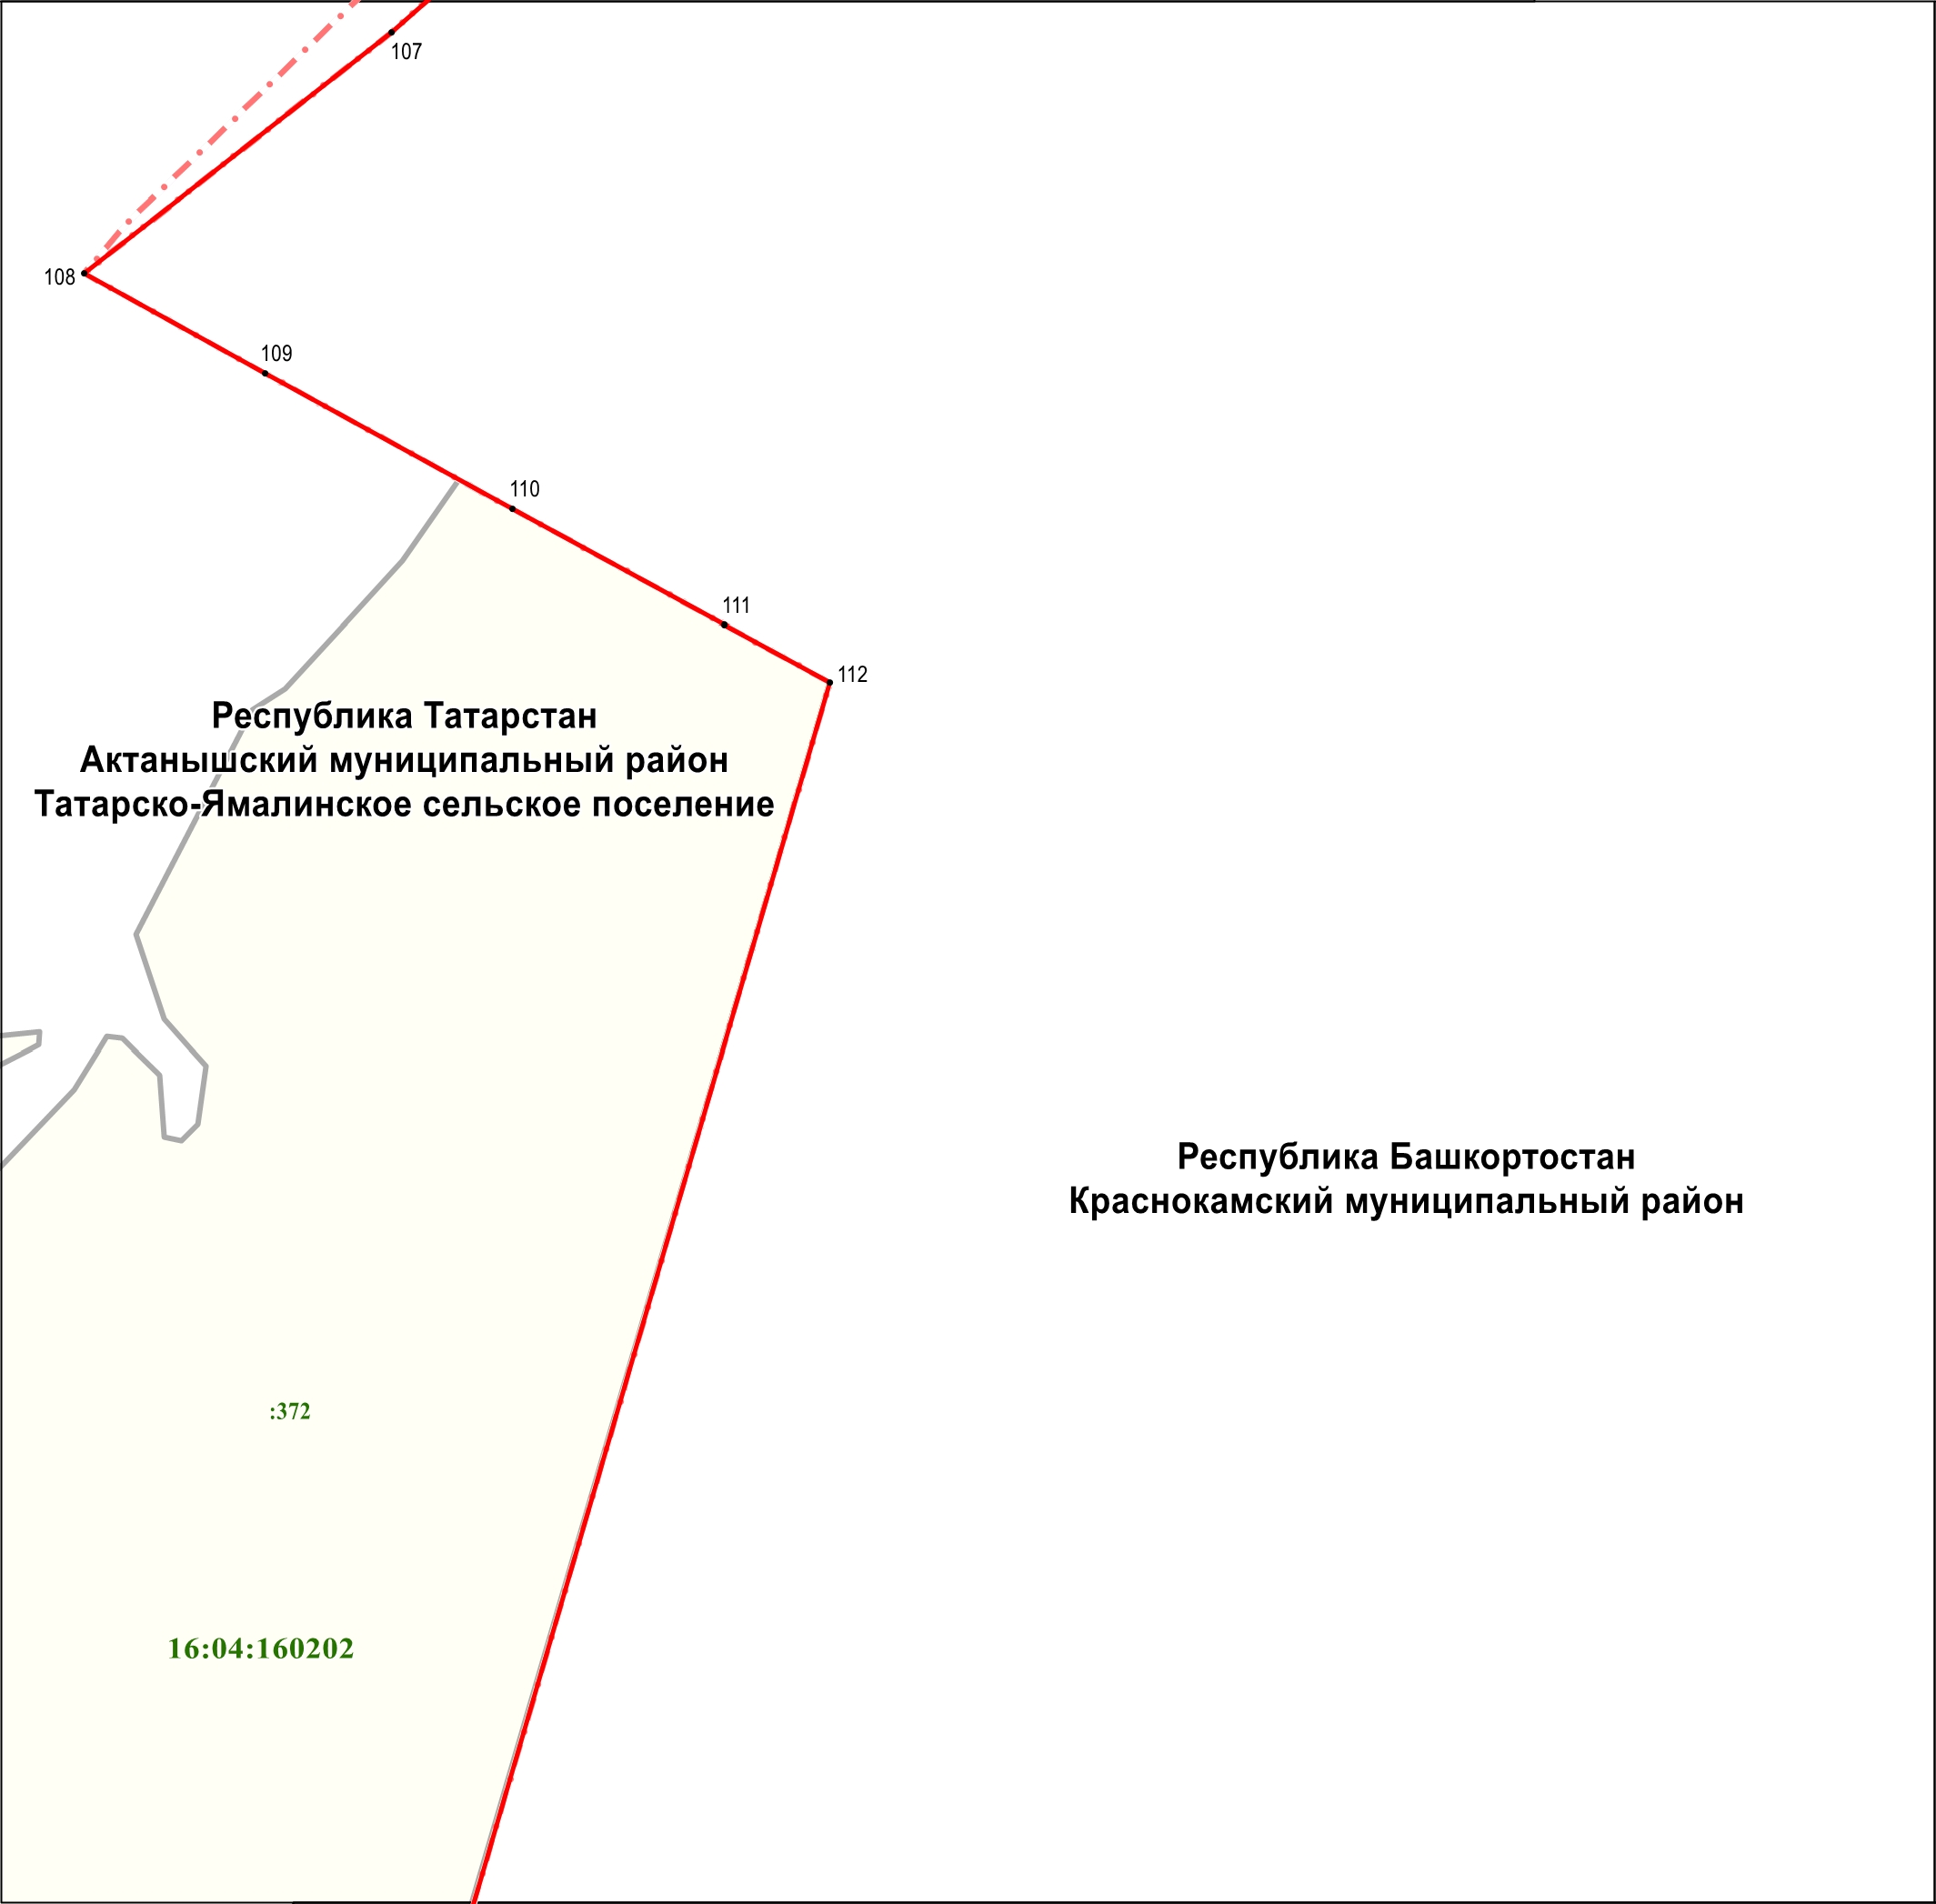 107
108
109
110
111
112
Республика Татарстан
Актанышский муниципальный район
Татарско-Ямалинское сельское поселение
Республика Башкортостан
Краснокамский муниципальный район
:372
16:04:160202